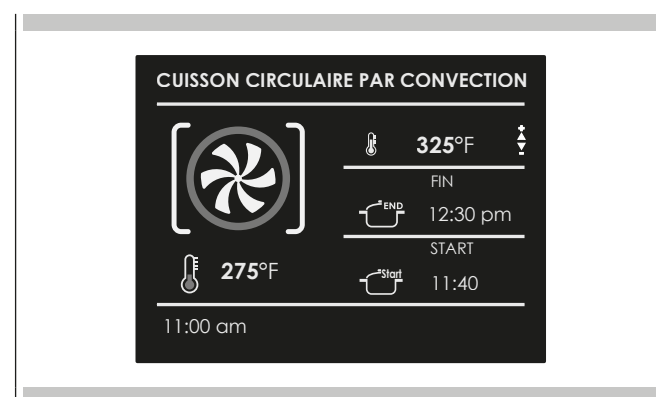 CUISSON CIRCULAIRE PAR CONVECTION
325°F
+
-
FIN
END
12:30 pm
START
Start
11:40
275°F
11:00 am